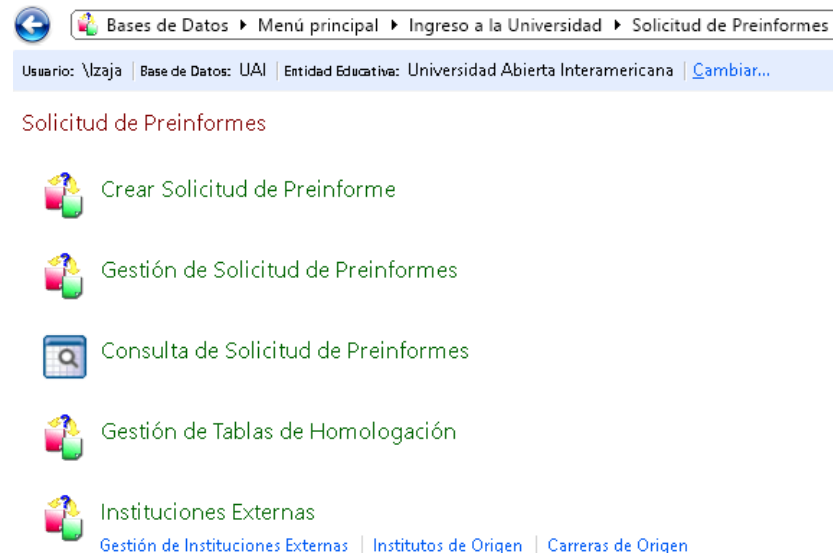 Bases de Datos Menú principal Ingreso a la Universidad Solicitud de Preinformes
Usuario: \lzaja Base de Datos: UAI Entidad Educativa: Universidad Abierta Interamericana Cambiar...
Solicitud de Preinformes
Crear Solicitud de Preinforme
Gestión de Solicitud de Preinformes
Consulta de Solicitud de Preinformes
Gestión de Tablas de Homologación
Instituciones Externas
Gestión de Instituciones Externas | Institutos de Origen | Carreras de Origen